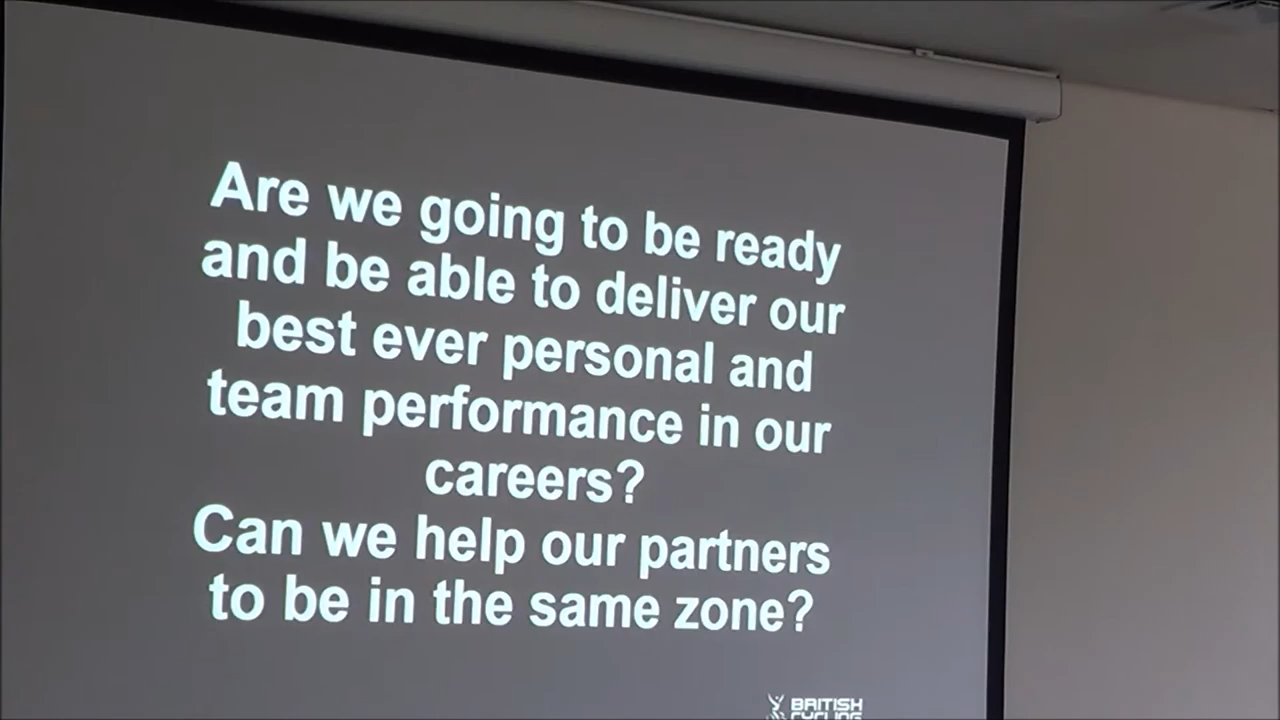 Are we going to be ready
and be able to deliver our
best ever personal and
team performance in our
careers?
Can we help our partners
to be in the same zone?
BRITISH
CYCLING